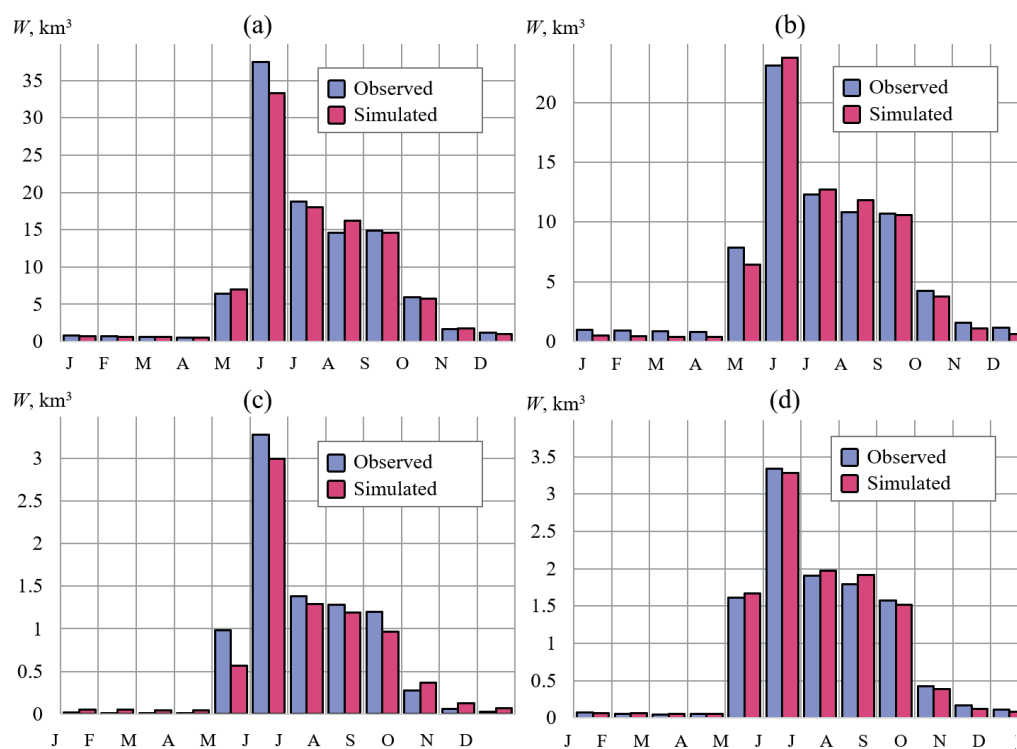 W, km³ (a)
35
30
25
20
15
10
5
0
Observed
Simulated
J F M A M J J A S O N D
W, km³ (b)
20
15
10
5
0
Observed
Simulated
J F M A M J J A S O N D
W, km³ (c)
3
2.5
2
1.5
1
0.5
0
Observed
Simulated
J F M A M J J A S O N D
W, km³ (d)
3.5
3
2.5
2
1.5
1
0.5
0
Observed
Simulated
J F M A M J J A S O N D